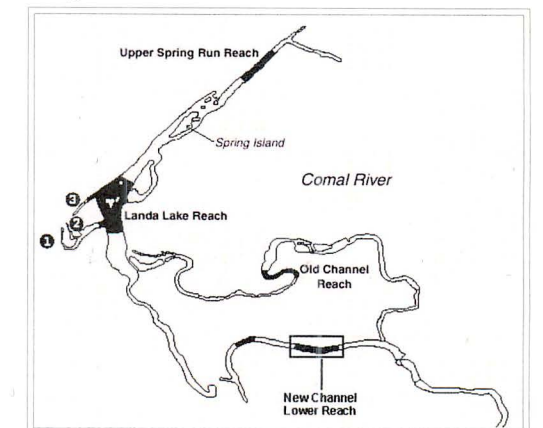 Upper Spring Run Reach
Spring Island
Comal River
3
Landa Lake Reach
2
1
Old Channel
Reach
New Channel
Lower Reach